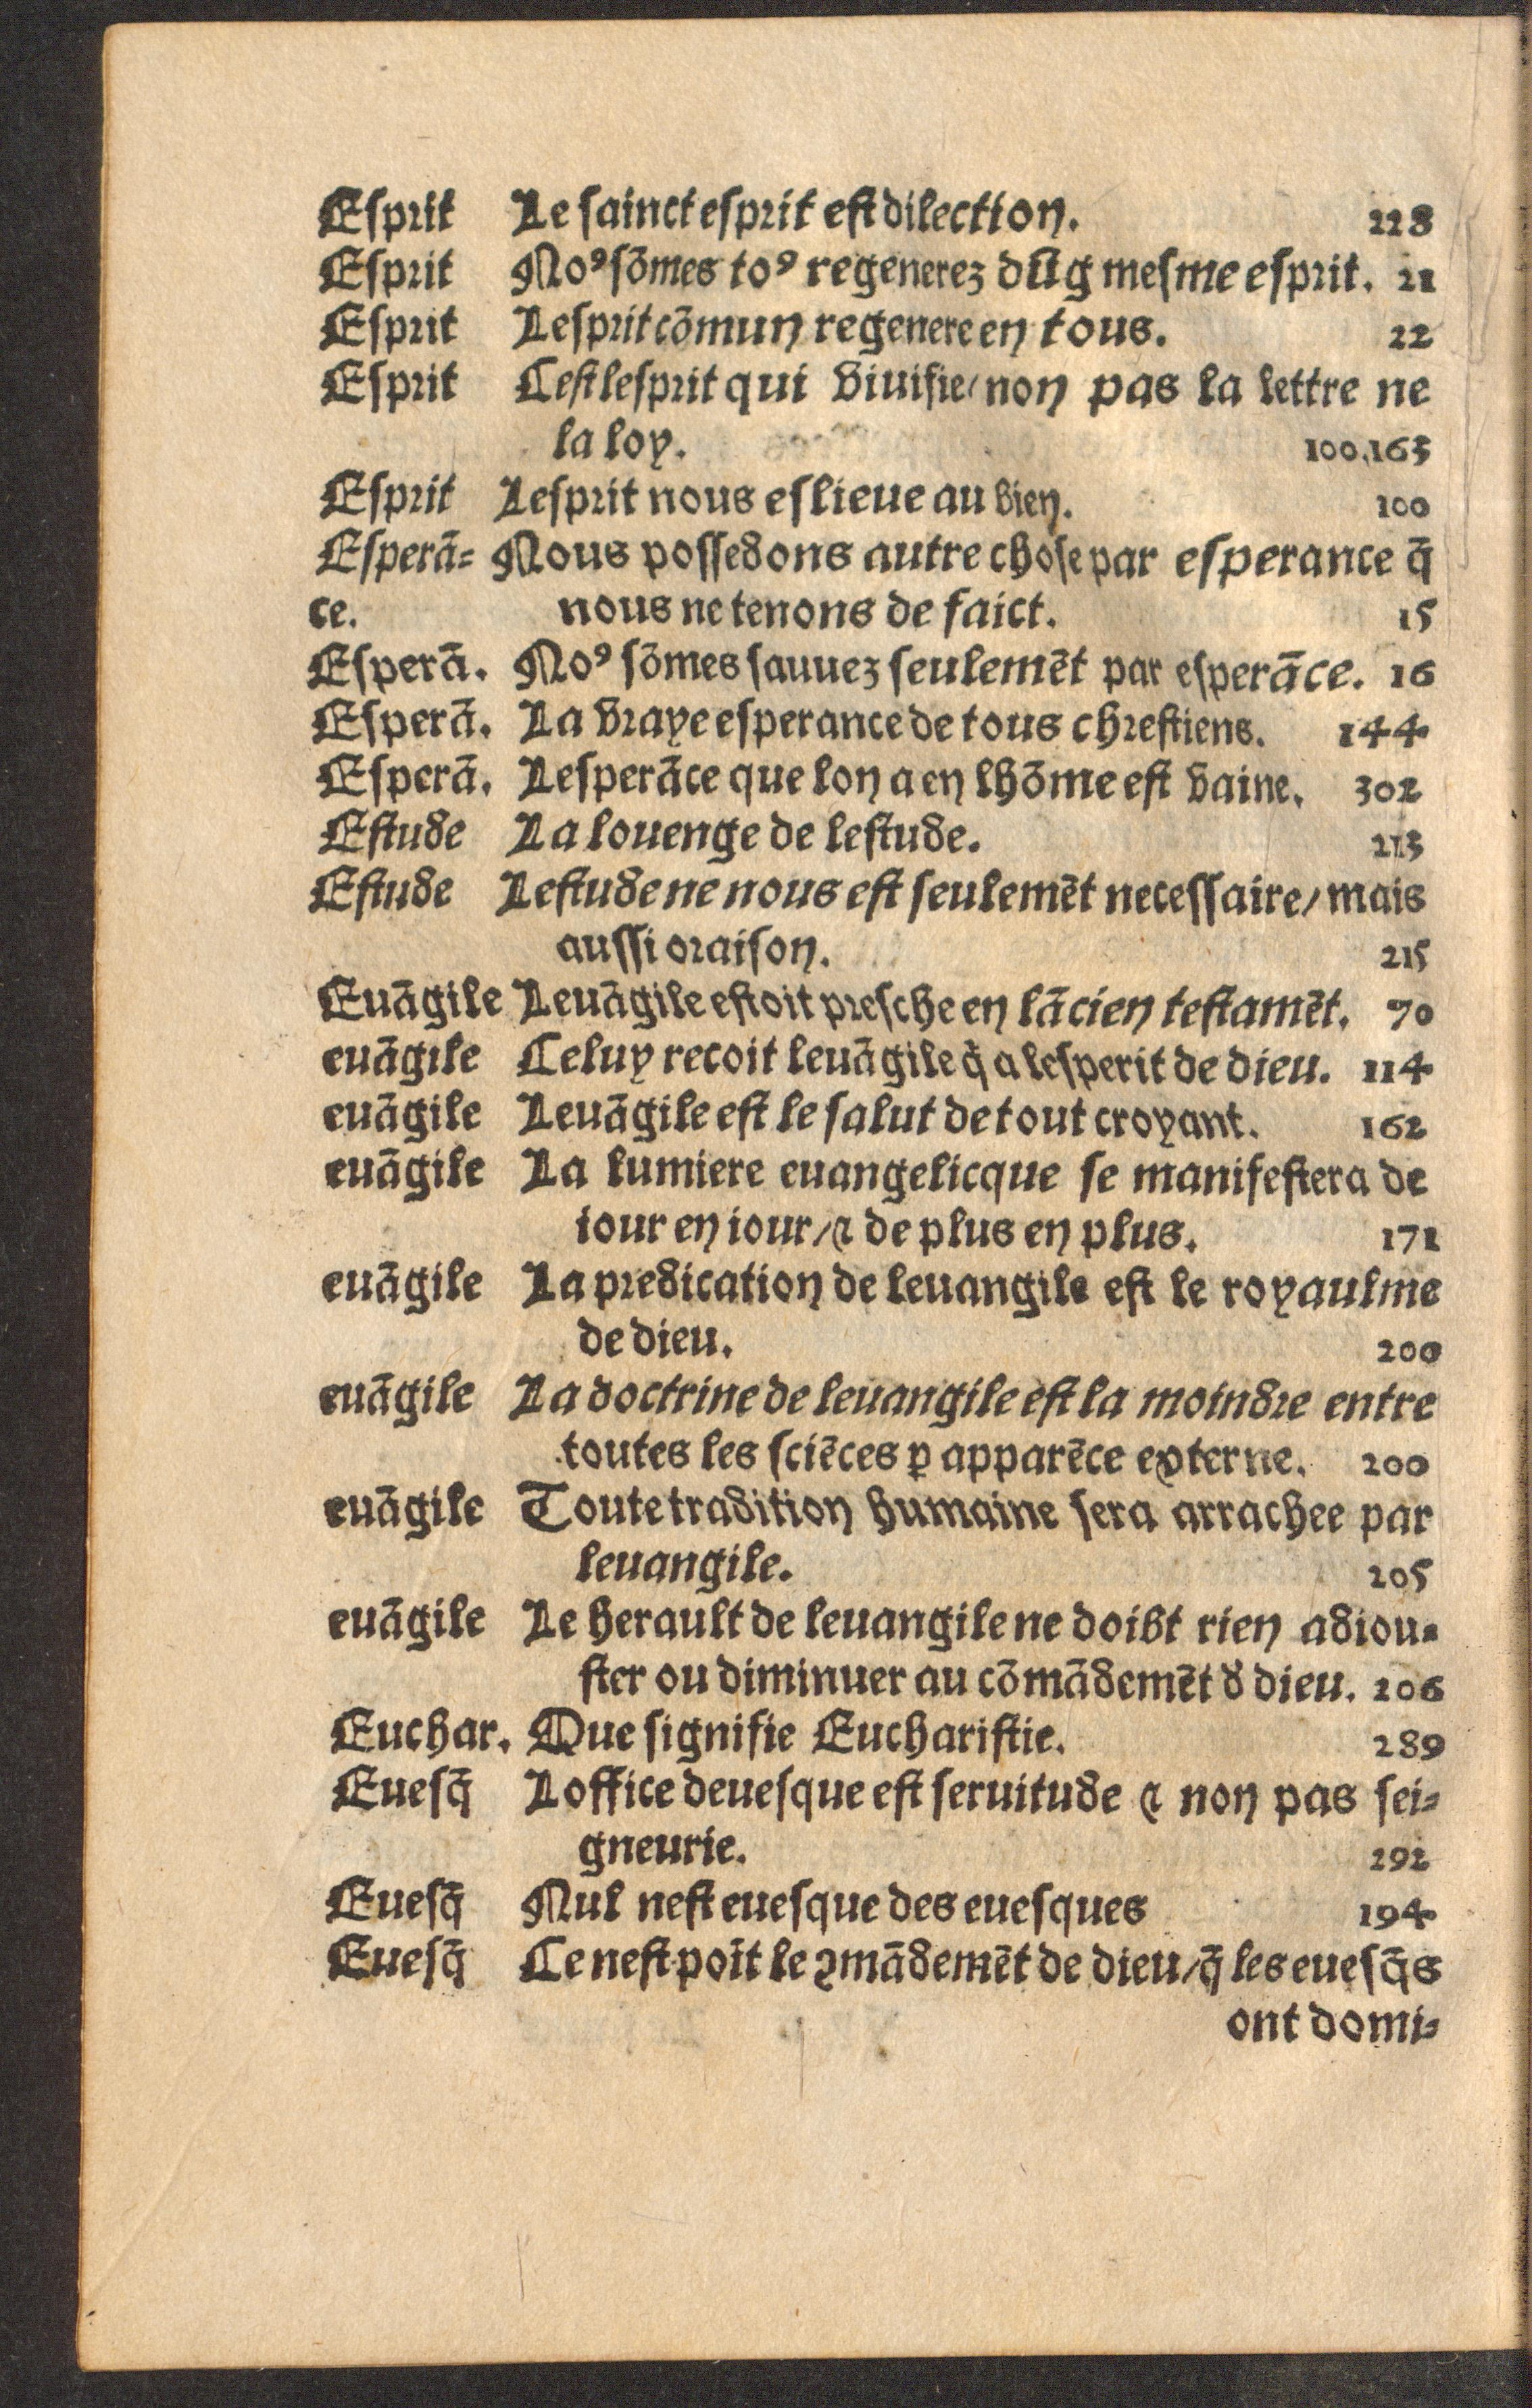 Esprit Le sainct esprit est dilection. 228
Esprit Noꝰ sõmes toꝰ regenerez dũg mesme esprit. 21
Esprit Lesprit cõmun regenere en tous. 22
Esprit Cest lesprit qui viuifie/ non pas la lettre ne
la loy. 100.163
Esprit Lesprit nous eslieue au bien. 100
Esperã= Nous possedons autre chose par esperance q̃
ce. nous ne tenons de faict. 15
Esperã. Noꝰ sõmes sauuez seulemẽt par esperãce. 16
Esperã. La vraye esperance de tous chrestiens. 144
Esperã. Lesperãce que lon a en lhõme est vaine. 302
Estude La louenge de lestude. 213
Estude Lestude ne nous est seulemẽt necessaire/ mais
aussi oraison. 215
Euãgile Leuãgile estoit presche en lãcien testamẽt. 70
euãgile Celuy recoit leuãgile q̃ a lesperit de dieu. 114
euãgile Leuãgile est le salut de tout croyant. 162
euãgile La lumiere euangelicque se manifestera de
iour en iour/ ⁊ de plus en plus. 171
euãgile La predication de leuangile est le royaulme
de dieu. 200
euãgile La doctrine de leuangile est la moindre entre
toutes les sciẽces ꝑ apparẽce externe. 200
euãgile Toute tradition humaine sera arrachee par
leuangile. 205
euãgile Le herault de leuangile ne doibt rien adiou=
ster ou diminuer au cõmãdemẽt d̃ dieu. 206
Euchar. Que signifie Eucharistie. 289
Euesq̃ Loffice deuesque est seruitude ⁊ non pas sei=
gneurie. 292
Euesq̃ Nul nest euesque des euesques 194
Euesq̃ Ce nest poĩt le ꝯmãdemẽt de dieu/ q̃ les euesq̃s
ont domi=